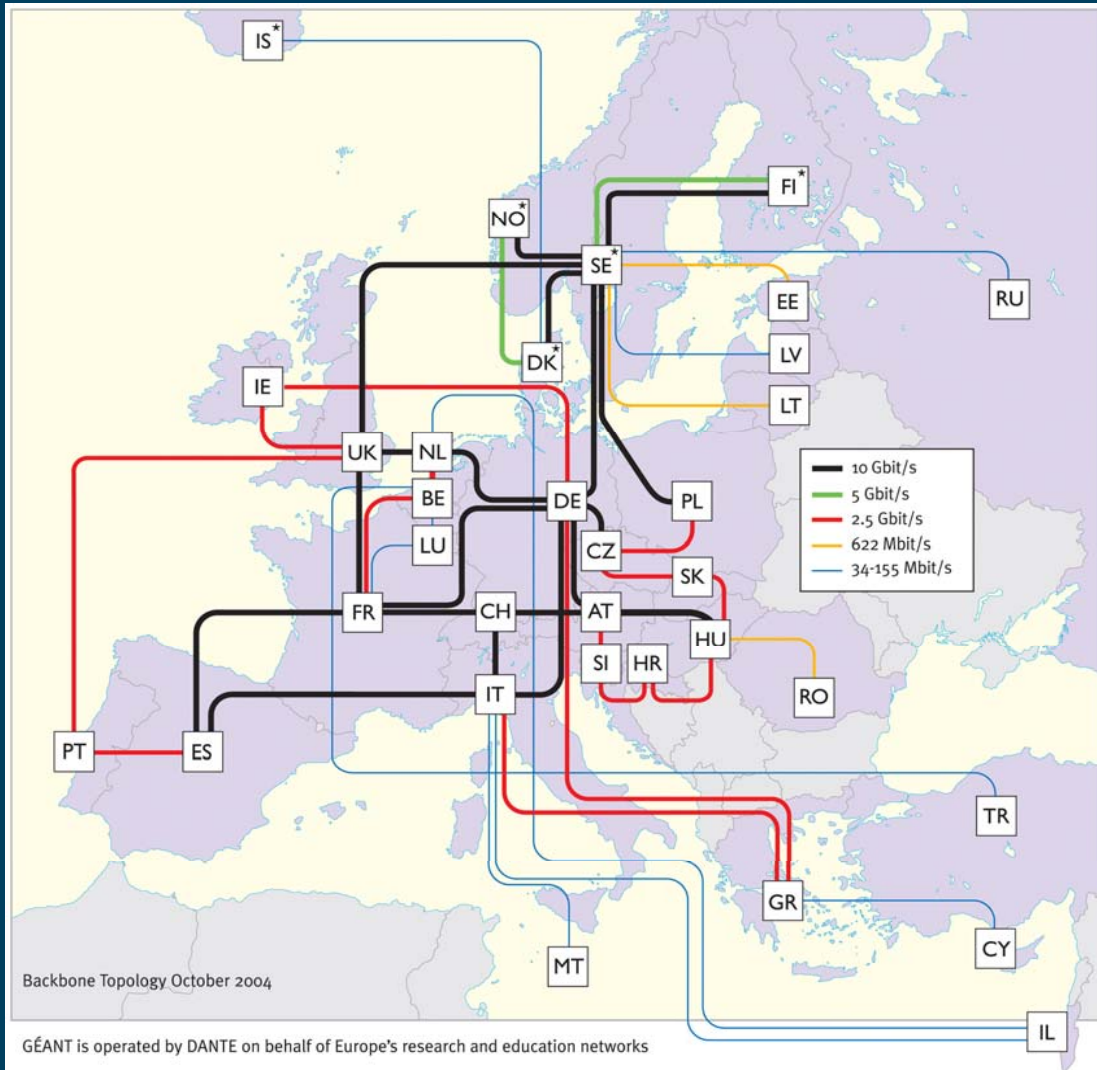 IS*
FI*
NO*
SE*
RU
EE
DK*
LV
IE
LT
UK
NL
10 Gbit/s
5 Gbit/s
2.5 Gbit/s
622 Mbit/s
34-155 Mbit/s
BE
DE
PL
LU
CZ
SK
FR
CH
AT
HU
SI
HR
IT
RO
PT
ES
TR
GR
CY
MT
IL
Backbone Topology October 2004
GÉANT is operated by DANTE on behalf of Europe's research and education networks